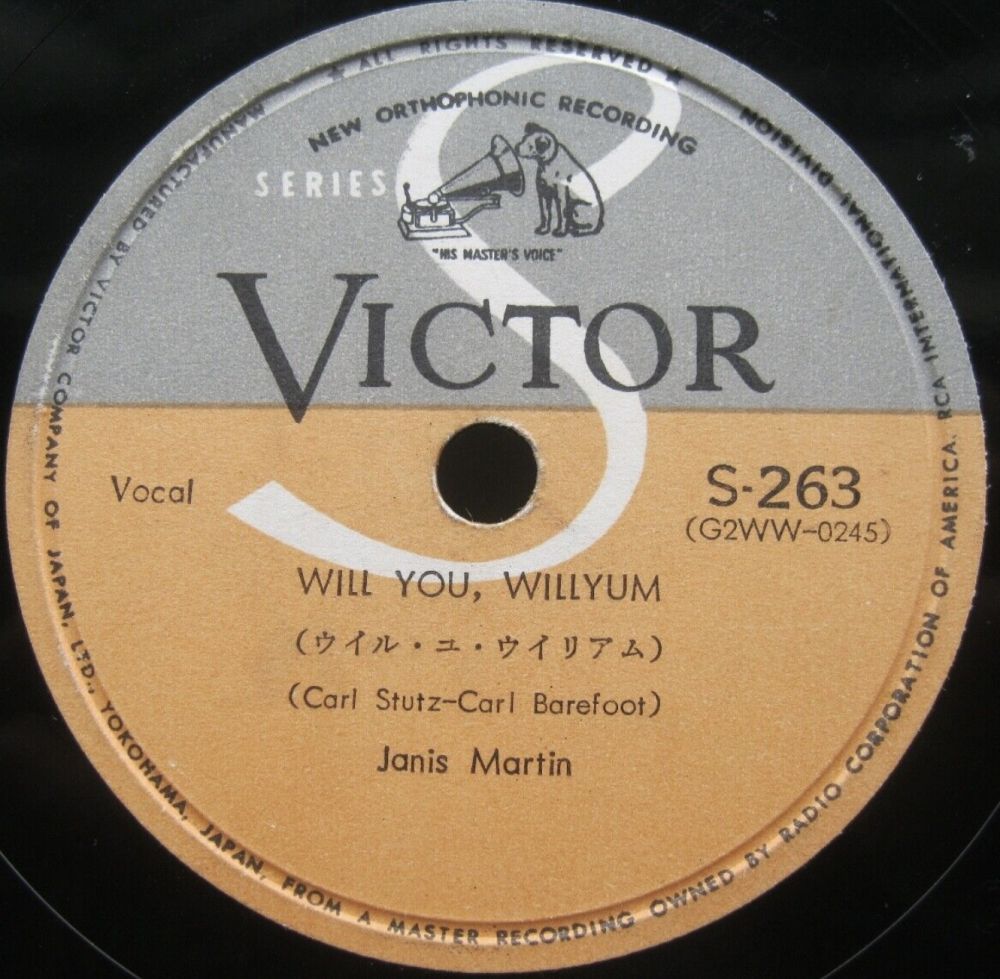 ★ ALL RIGHTS RESERVED ★
NEW ORTHOPHONIC RECORDING
SERIES
S
"HIS MASTER'S VOICE"
VICTOR
Vocal
S-263
(G2WW-0245)
WILL YOU, WILLYUM
(ウイル・ユ・ウイリアム)
(Carl Stutz-Carl Barefoot)
Janis Martin
MANUFACTURED BY VICTOR COMPANY OF JAPAN, LTD., YOKOHAMA, JAPAN, FROM A MASTER RECORDING OWNED BY RADIO CORPORATION OF AMERICA. RCA INTERNATIONAL DIVISION